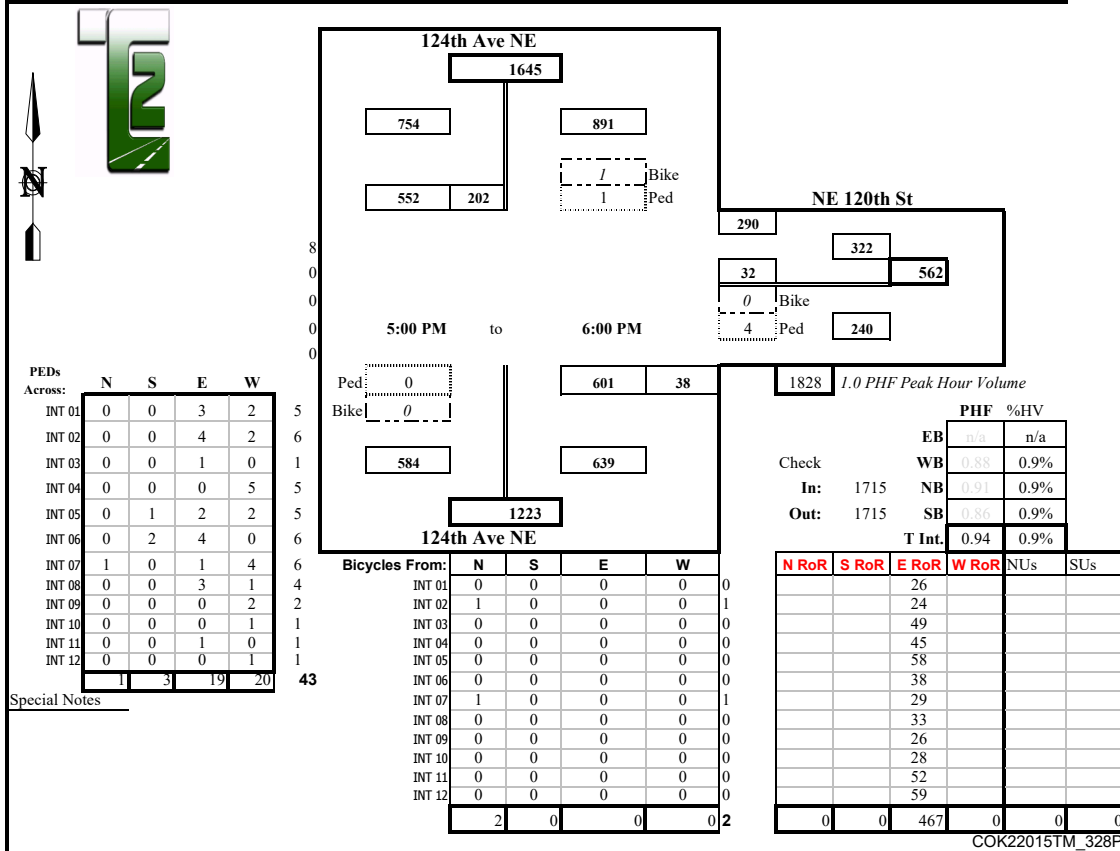 T2
N
124th Ave NE
1645
754 891
1 Bike
552 202 1 Ped
NE 120th St
290
8 322
0 32 562
0 0 Bike
0 5:00 PM to 6:00 PM 4 Ped 240
0
Ped 0 601 38 1828 1.0 PHF Peak Hour Volume
Bike 0
584 639
1223
124th Ave NE
PHF %HV
EB n/a n/a
Check WB 0.88 0.9%
In: 1715 NB 0.91 0.9%
Out: 1715 SB 0.86 0.9%
T Int. 0.94 0.9%
PEDs
Across: N S E W
INT 01 0 0 3 2 5
INT 02 0 0 4 2 6
INT 03 0 0 1 0 1
INT 04 0 0 0 5 5
INT 05 0 1 2 2 5
INT 06 0 2 4 0 6
INT 07 1 0 1 4 6
INT 08 0 0 3 1 4
INT 09 0 0 0 2 2
INT 10 0 0 0 1 1
INT 11 0 0 1 0 1
INT 12 0 0 0 1 1
1 3 19 20 43
Special Notes
Bicycles From: N S E W
INT 01 0 0 0 0 0
INT 02 1 0 0 0 1
INT 03 0 0 0 0 0
INT 04 0 0 0 0 0
INT 05 0 0 0 0 0
INT 06 0 0 0 0 0
INT 07 1 0 0 0 1
INT 08 0 0 0 0 0
INT 09 0 0 0 0 0
INT 10 0 0 0 0 0
INT 11 0 0 0 0 0
INT 12 0 0 0 0 0
2 0 0 0 2
N RoR S RoR E RoR W RoR NUs SUs
26
24
49
45
58
38
29
33
26
28
52
59
0 0 467 0 0 0
COK22015TM_328P